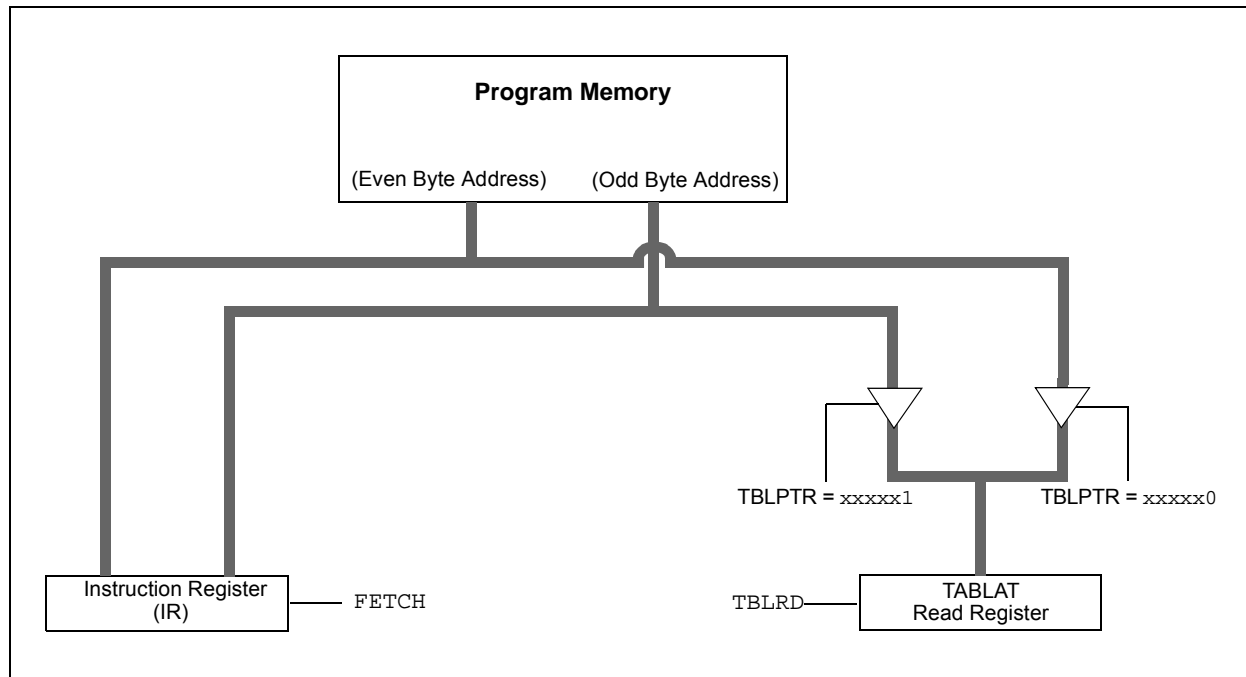 Program Memory
(Even Byte Address) (Odd Byte Address)
TBLPTR = xxxxx1 TBLPTR = xxxxx0
Instruction Register
(IR)
FETCH
TBLRD
TABLAT
Read Register